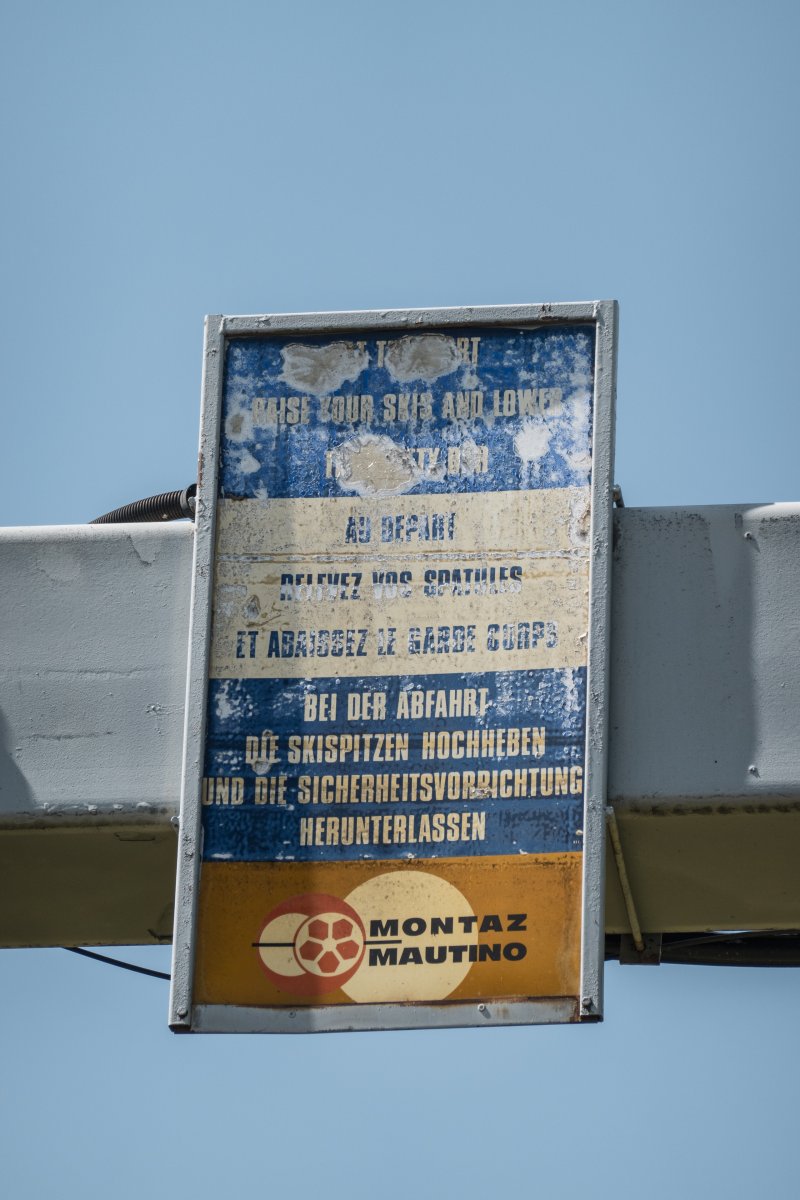 RAISE YOUR SKIS AND LOWER
BAR
AU DEPART
RELEVEZ VOS SPATULES
ET ABAISSEZ LE GARDE CORPS
BEI DER ABFAHRT
DIE SKISPITZEN HOCHHEBEN
UND DIE SICHERHEITSVORRICHTUNG
HERUNTERLASSEN
MONTAZ
MAUTINO